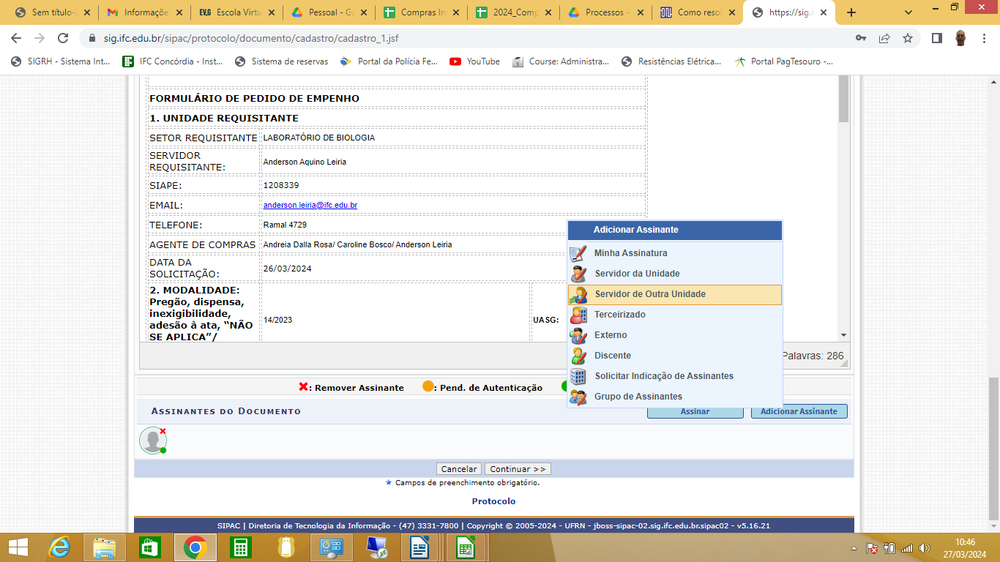 Sem título-
Informaçõe
EV.G Escola Virtu
Pessoal - Go
Compras In
2024_Comp
Processos -
Como resol
https://sig.i
sig.ifc.edu.br/sipac/protocolo/documento/cadastro/cadastro_1.jsf
SIGRH - Sistema Int...
IFC Concórdia - Inst...
Sistema de reservas
Portal da Polícia Fe...
YouTube
Course: Administra...
Resistências Elétrica...
Portal PagTesouro -...
FORMULÁRIO DE PEDIDO DE EMPENHO
1. UNIDADE REQUISITANTE
SETOR REQUISITANTE LABORATÓRIO DE BIOLOGIA
SERVIDOR
REQUISITANTE: Anderson Aquino Leiria
SIAPE: 1208339
EMAIL: anderson.leiria@ifc.edu.br
TELEFONE: Ramal 4729
AGENTE DE COMPRAS Andreia Dalla Rosa/ Caroline Bosco/ Anderson Leiria
DATA DA
SOLICITAÇÃO: 26/03/2024
2. MODALIDADE:
Pregão, dispensa,
inexigibilidade,
adesão à ata, “NÃO
SE APLICA”/
14/2023
UASG:
Adicionar Assinante
Minha Assinatura
Servidor da Unidade
Servidor de Outra Unidade
Terceirizado
Externo
Discente
Solicitar Indicação de Assinantes
Grupo de Assinantes
Palavras: 286
: Remover Assinante : Pend. de Autenticação
Assinantes do Documento
Assinar
Adicionar Assinante
Cancelar
Continuar >>
Campos de preenchimento obrigatório.
Protocolo
SIPAC | Diretoria de Tecnologia da Informação - (47) 3331-7800 | Copyright © 2005-2024 - UFRN - jboss-sipac-02.sig.ifc.edu.br.sipac02 - v5.16.21
10:46
27/03/2024